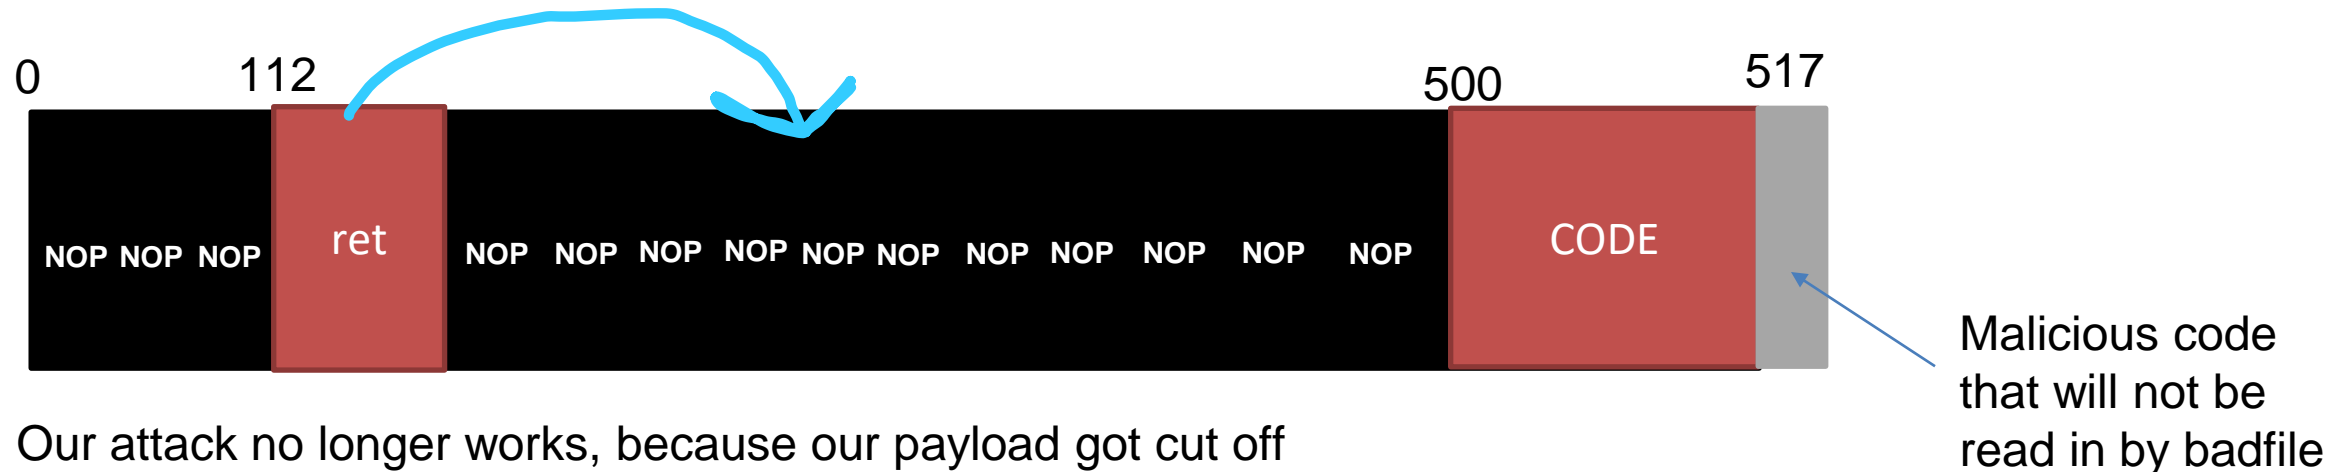 0
112
500
517
ret
CODE
NOP NOP NOP NOP NOP NOP NOP NOP NOP NOP NOP NOP NOP NOP
Malicious code
that will not be
read in by badfile
Our attack no longer works, because our payload got cut off